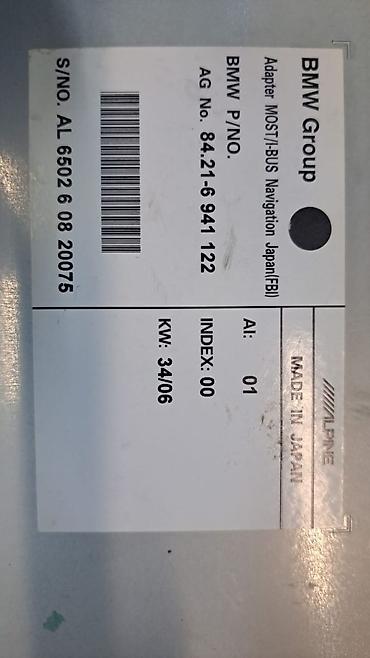 BMW Group
Adapter MOST/I-BUS Navigation Japan(FBI)
BMW P/NO.
AG No. 84.21-6 941 122
S/NO. AL 6502 6 08 20075
//////ALPINE
MADE IN JAPAN
AI: 01
INDEX: 00
KW: 34/06